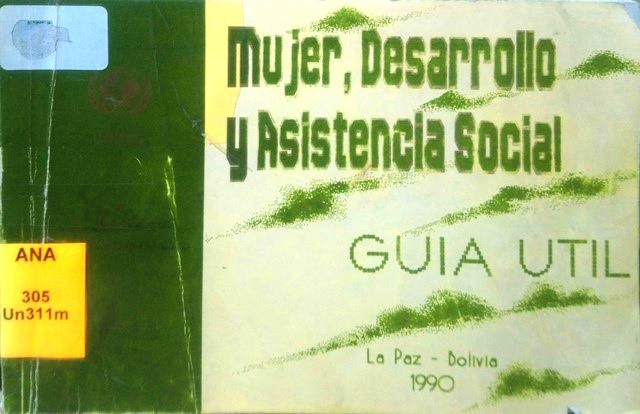 Mujer, Desarrollo
y Asistencia Social
GUIA UTIL
La Paz - Bolivia
1990
ANA
305
Un311m